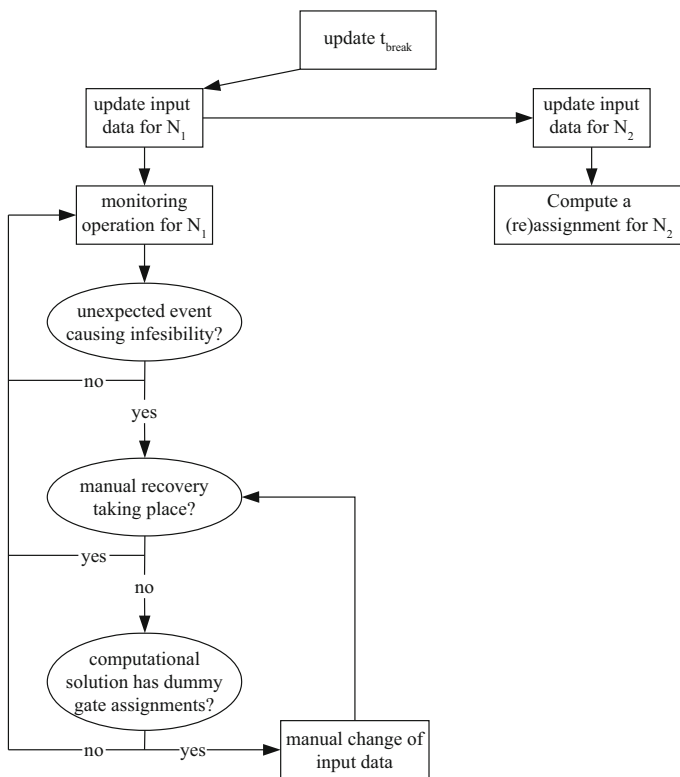 update t_break
update input
data for N_1
update input
data for N_2
monitoring
operation for N_1
Compute a
(re)assignment for N_2
unexpected event
causing infesibility?
no
yes
manual recovery
taking place?
yes
no
computational
solution has dummy
gate assignments?
no
yes
manual change of
input data